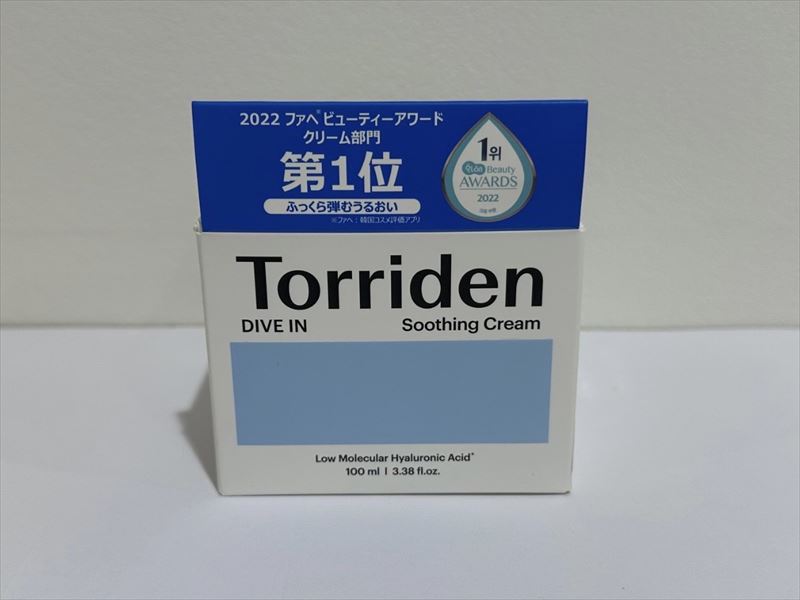 2022 ファヘ※ビューティーアワード
クリーム部門
第1位
ふっくら弾むうるおい
※ファヘ:韓国コスメ評価アプリ
1위
Beauty
AWARDS
2022
Torriden
DIVE IN Soothing Cream
Low Molecular Hyaluronic Acid*
100 ml | 3.38 fl.oz.